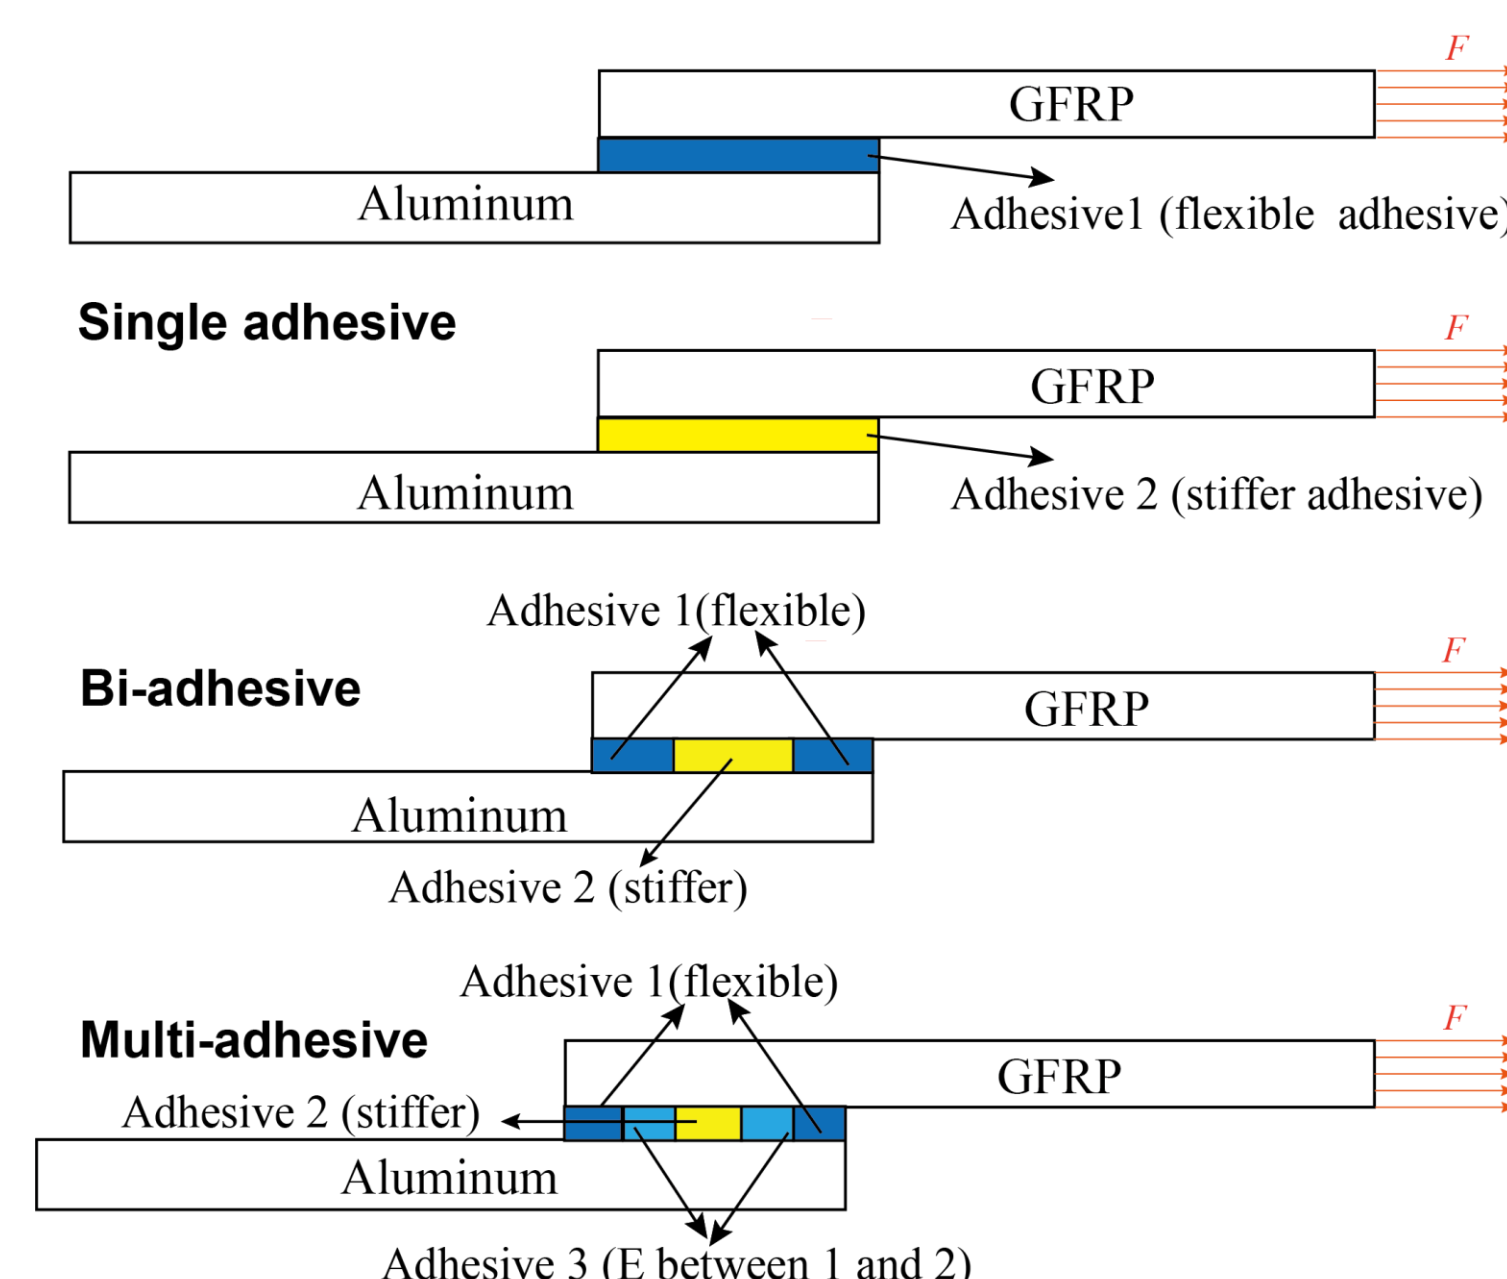 F
GFRP
Aluminum
Adhesive1 (flexible adhesive)
Single adhesive
F
GFRP
Aluminum
Adhesive 2 (stiffer adhesive)
Adhesive 1(flexible)
Bi-adhesive
F
GFRP
Aluminum
Adhesive 2 (stiffer)
Adhesive 1(flexible)
Multi-adhesive
F
GFRP
Adhesive 2 (stiffer)
Aluminum
Adhesive 3 (E between 1 and 2)